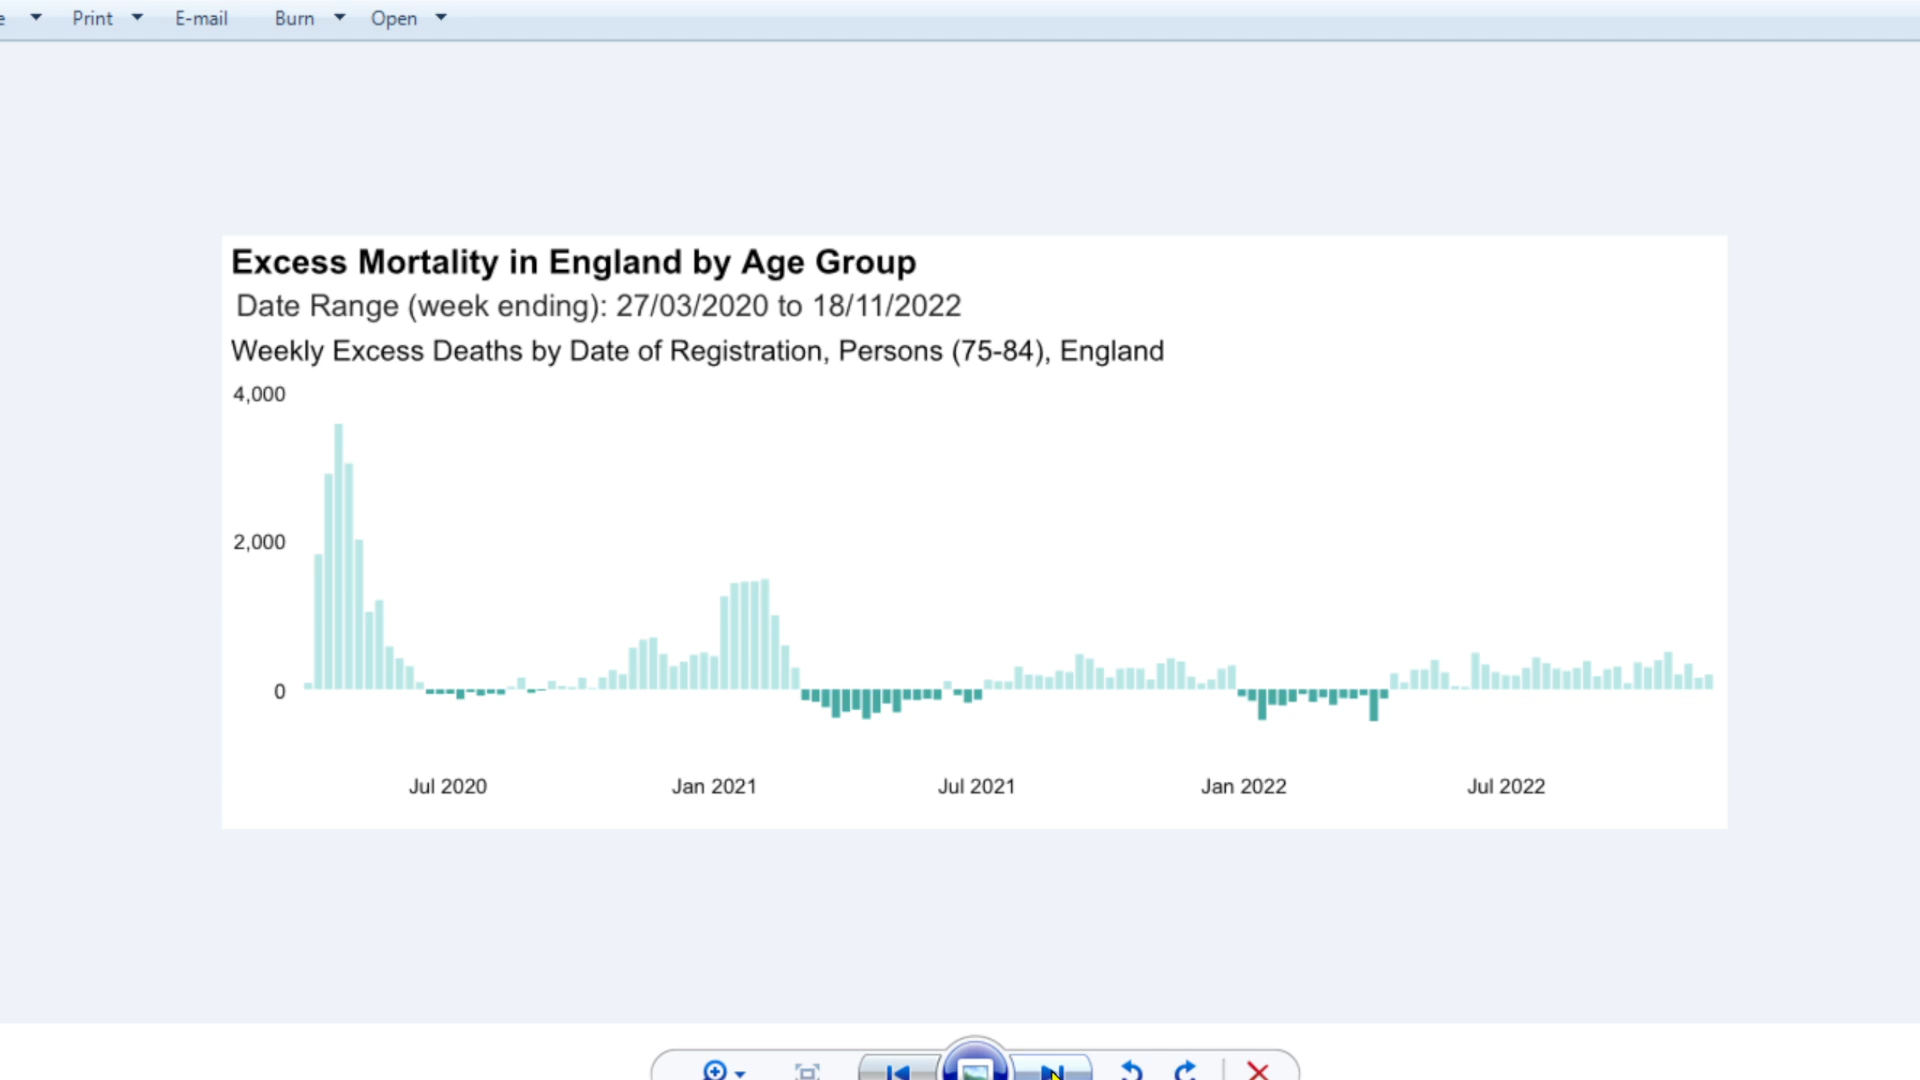 Print E-mail Burn Open
Excess Mortality in England by Age Group
Date Range (week ending): 27/03/2020 to 18/11/2022
Weekly Excess Deaths by Date of Registration, Persons (75-84), England
4,000
2,000
0
Jul 2020 Jan 2021 Jul 2021 Jan 2022 Jul 2022